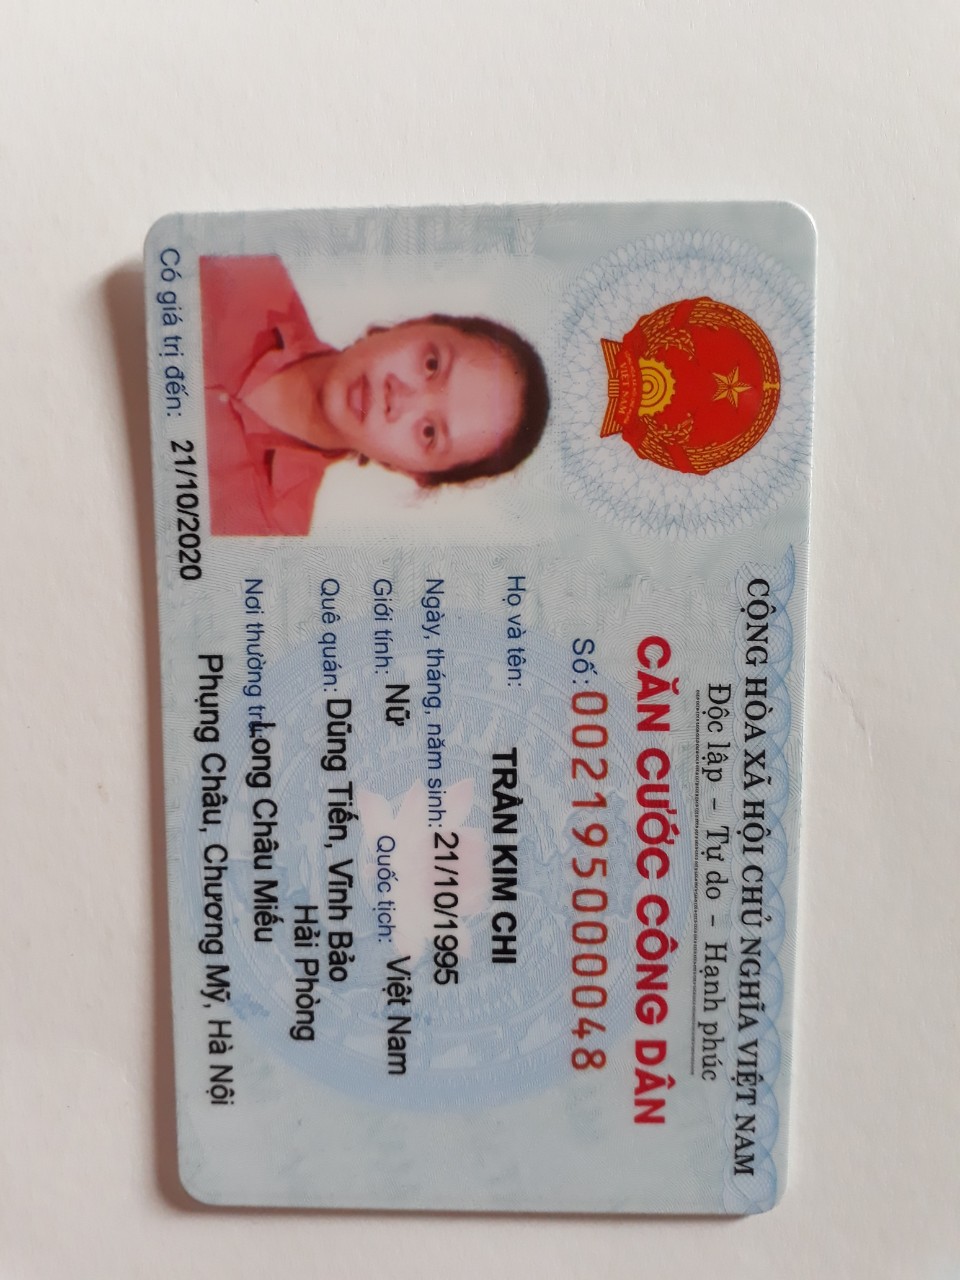 CỘNG HÒA XÃ HỘI CHỦ NGHĨA VIỆT NAM
Độc lập - Tự do - Hạnh phúc
CĂN CƯỚC CÔNG DÂN
Số: 002195000048
Họ và tên: TRẦN KIM CHI
Ngày, tháng, năm sinh: 21/10/1995
Giới tính: Nữ Quốc tịch: Việt Nam
Quê quán: Dũng Tiến, Vĩnh Bảo
Hải Phòng
Nơi thường trú: Long Châu Miếu
Phụng Châu, Chương Mỹ, Hà Nội
Có giá trị đến: 21/10/2020
VIỆT NAM